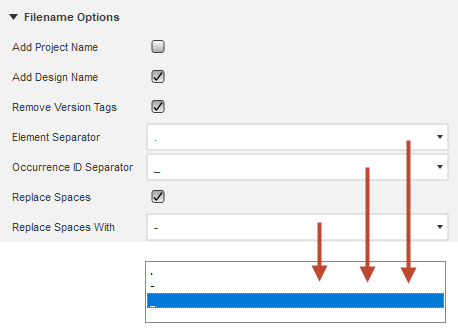 Filename Options
Add Project Name
Add Design Name
Remove Version Tags
Element Separator .
Occurrence ID Separator _
Replace Spaces
Replace Spaces With -
.
-
_